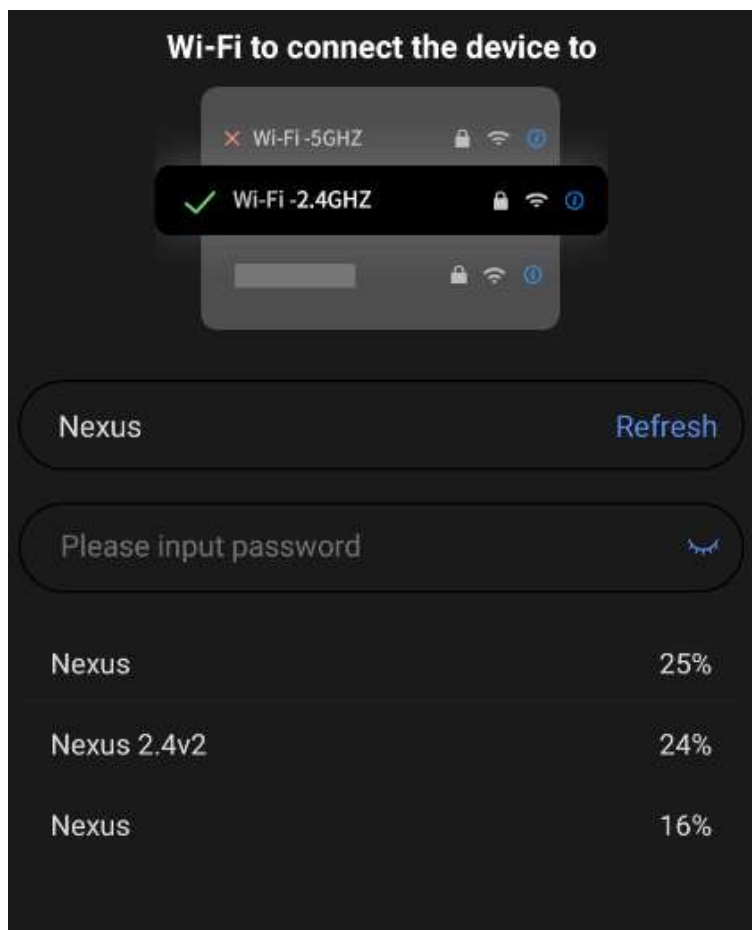 Wi-Fi to connect the device to
Wi-Fi -5GHZ
Wi-Fi -2.4GHZ
Nexus Refresh
Please input password
Nexus 25%
Nexus 2.4v2 24%
Nexus 16%